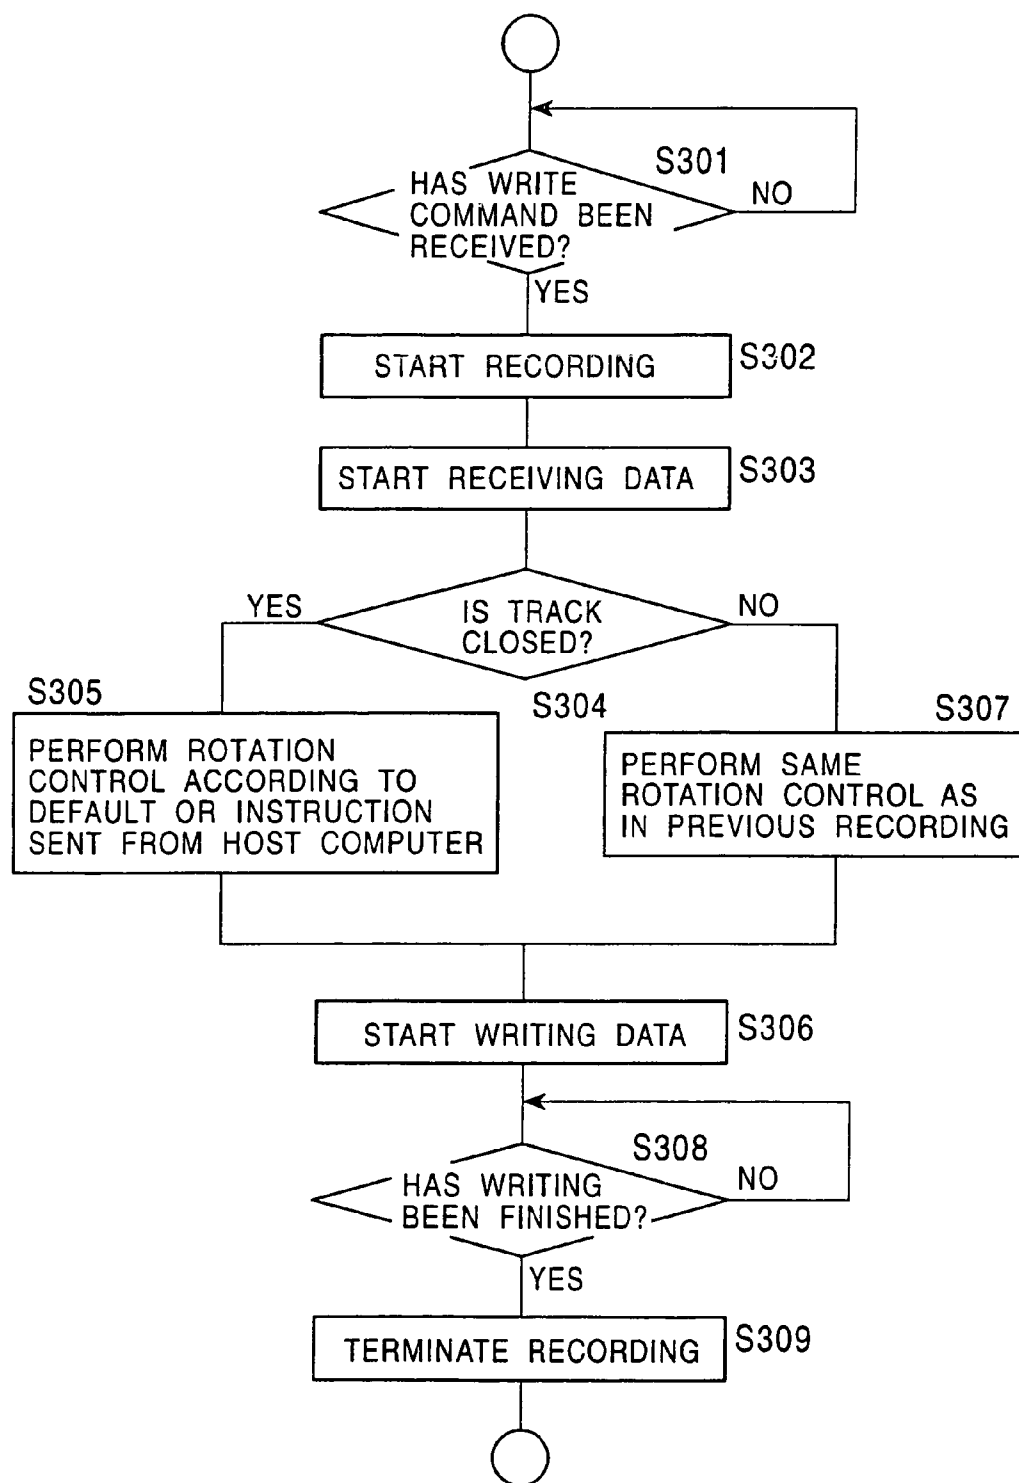 S301
HAS WRITE
COMMAND BEEN
RECEIVED?
NO
YES
START RECORDING
S302
START RECEIVING DATA
S303
YES
IS TRACK
CLOSED?
NO
S304
S305
PERFORM ROTATION
CONTROL ACCORDING TO
DEFAULT OR INSTRUCTION
SENT FROM HOST COMPUTER
S307
PERFORM SAME
ROTATION CONTROL AS
IN PREVIOUS RECORDING
START WRITING DATA
S306
S308
HAS WRITING
BEEN FINISHED?
NO
YES
TERMINATE RECORDING
S309